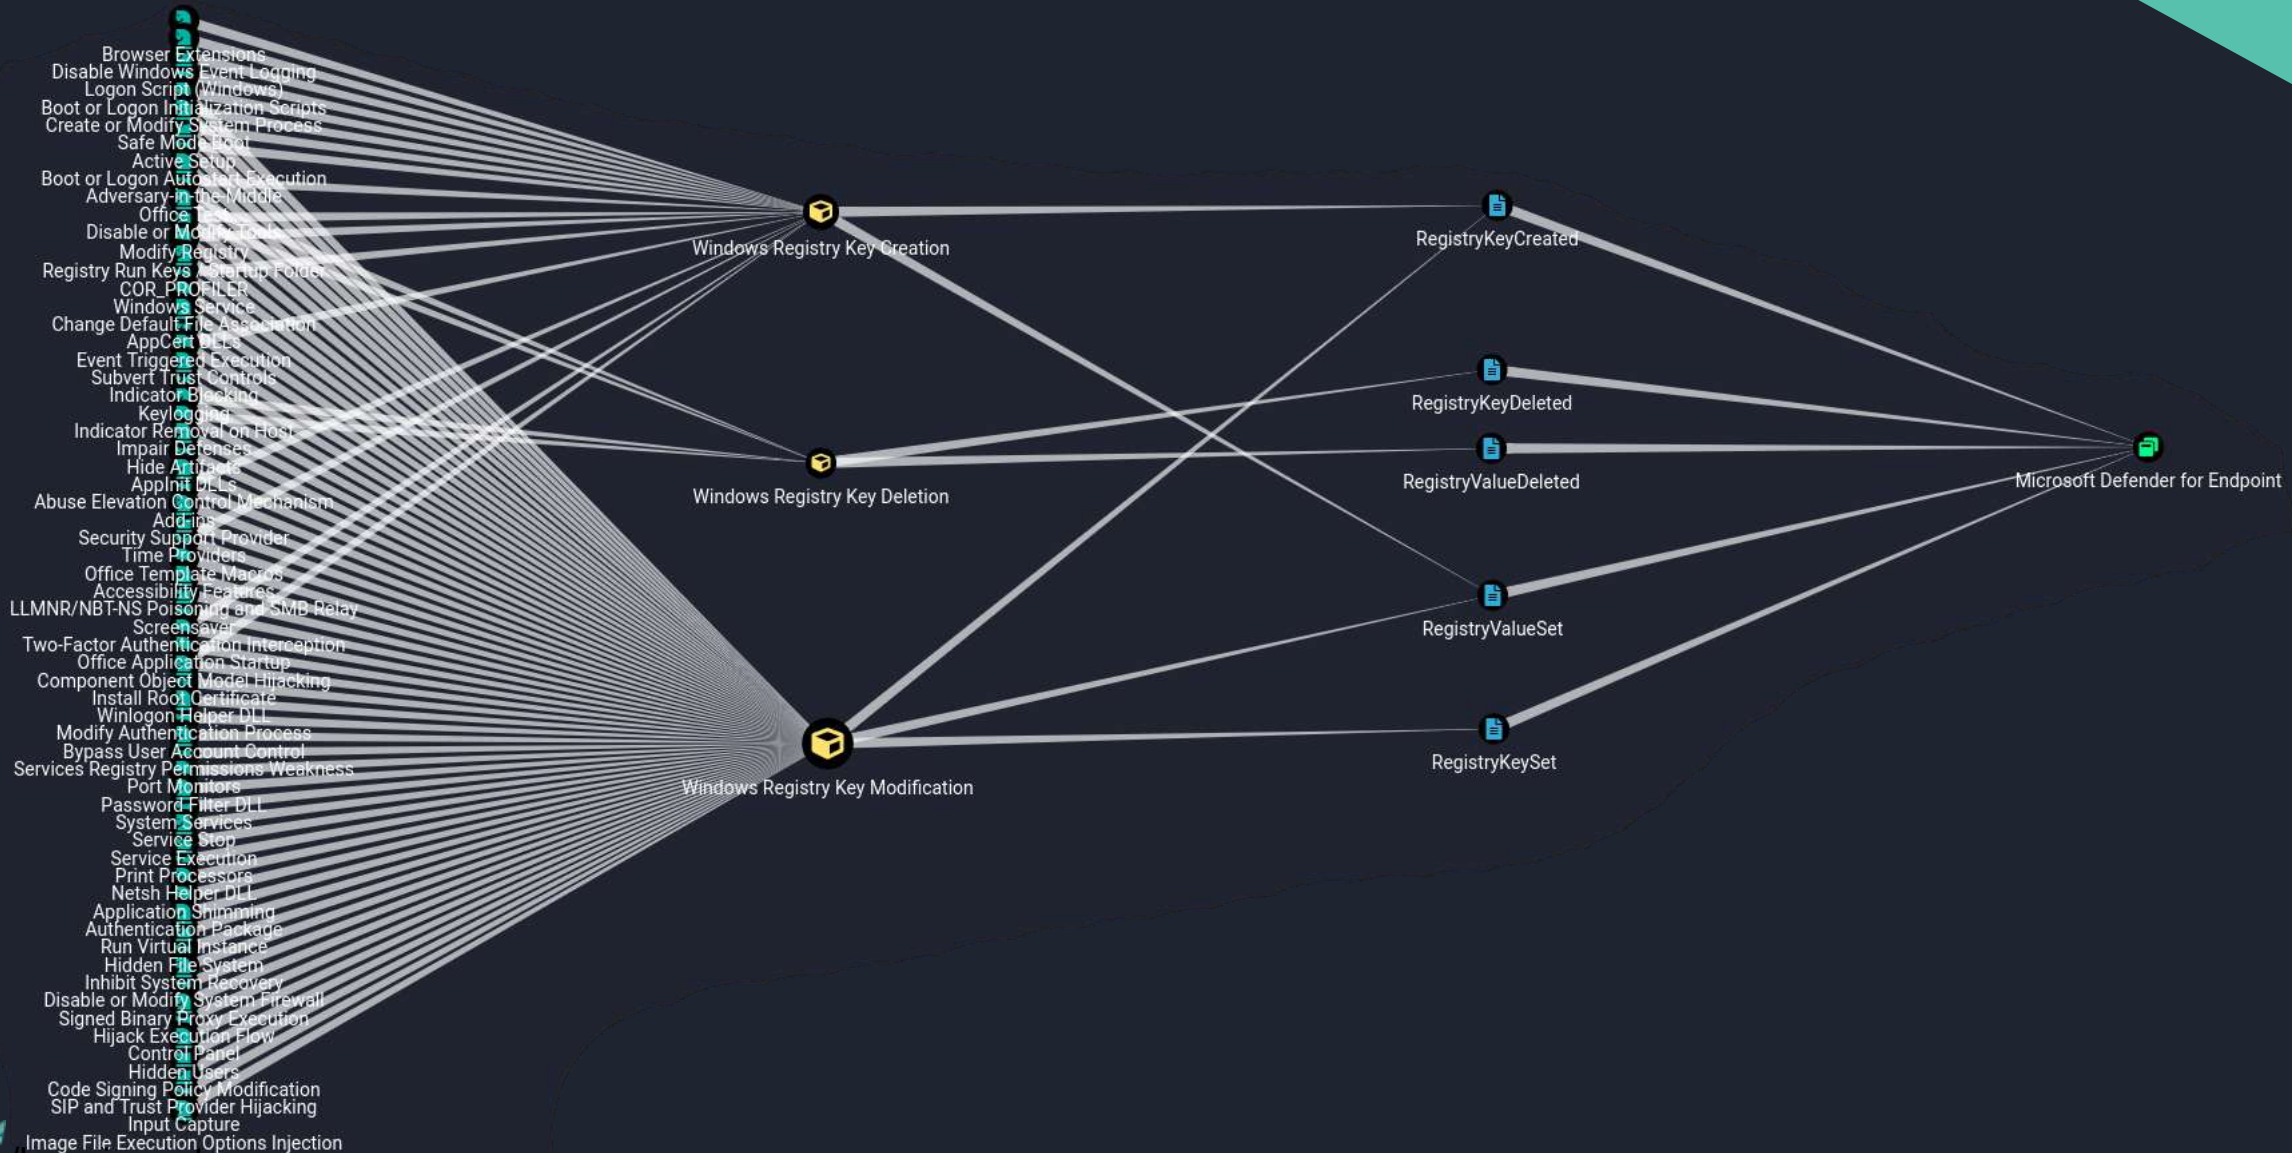 Browser Extensions
Disable Windows Event Logging
Logon Script (Windows)
Boot or Logon Initialization Scripts
Create or Modify System Process
Safe Mode Boot
Active Setup
Boot or Logon Autostart Execution
Adversary-in-the-Middle
Office Test
Disable or Modify Tools
Modify Registry
Registry Run Keys / Startup Folder
COR_PROFILER
Windows Service
Change Default File Association
AppCert DLLs
Event Triggered Execution
Subvert Trust Controls
Indicator Blocking
Keylogging
Indicator Removal on Host
Impair Defenses
Hide Artifacts
AppInit DLLs
Abuse Elevation Control Mechanism
Add-ins
Security Support Provider
Time Providers
Office Template Macros
Accessibility Features
LLMNR/NBT-NS Poisoning and SMB Relay
Screensaver
Two-Factor Authentication Interception
Office Application Startup
Component Object Model Hijacking
Install Root Certificate
Winlogon Helper DLL
Modify Authentication Process
Bypass User Account Control
Services Registry Permissions Weakness
Port Monitors
Password Filter DLL
System Services
Service Stop
Service Execution
Print Processors
Netsh Helper DLL
Application Shimming
Authentication Package
Run Virtual Instance
Hidden File System
Inhibit System Recovery
Disable or Modify System Firewall
Signed Binary Proxy Execution
Hijack Execution Flow
Control Panel
Hidden Users
Code Signing Policy Modification
SIP and Trust Provider Hijacking
Input Capture
Image File Execution Options Injection
Windows Registry Key Creation
Windows Registry Key Deletion
Windows Registry Key Modification
RegistryKeyCreated
RegistryKeyDeleted
RegistryValueDeleted
RegistryValueSet
RegistryKeySet
Microsoft Defender for Endpoint